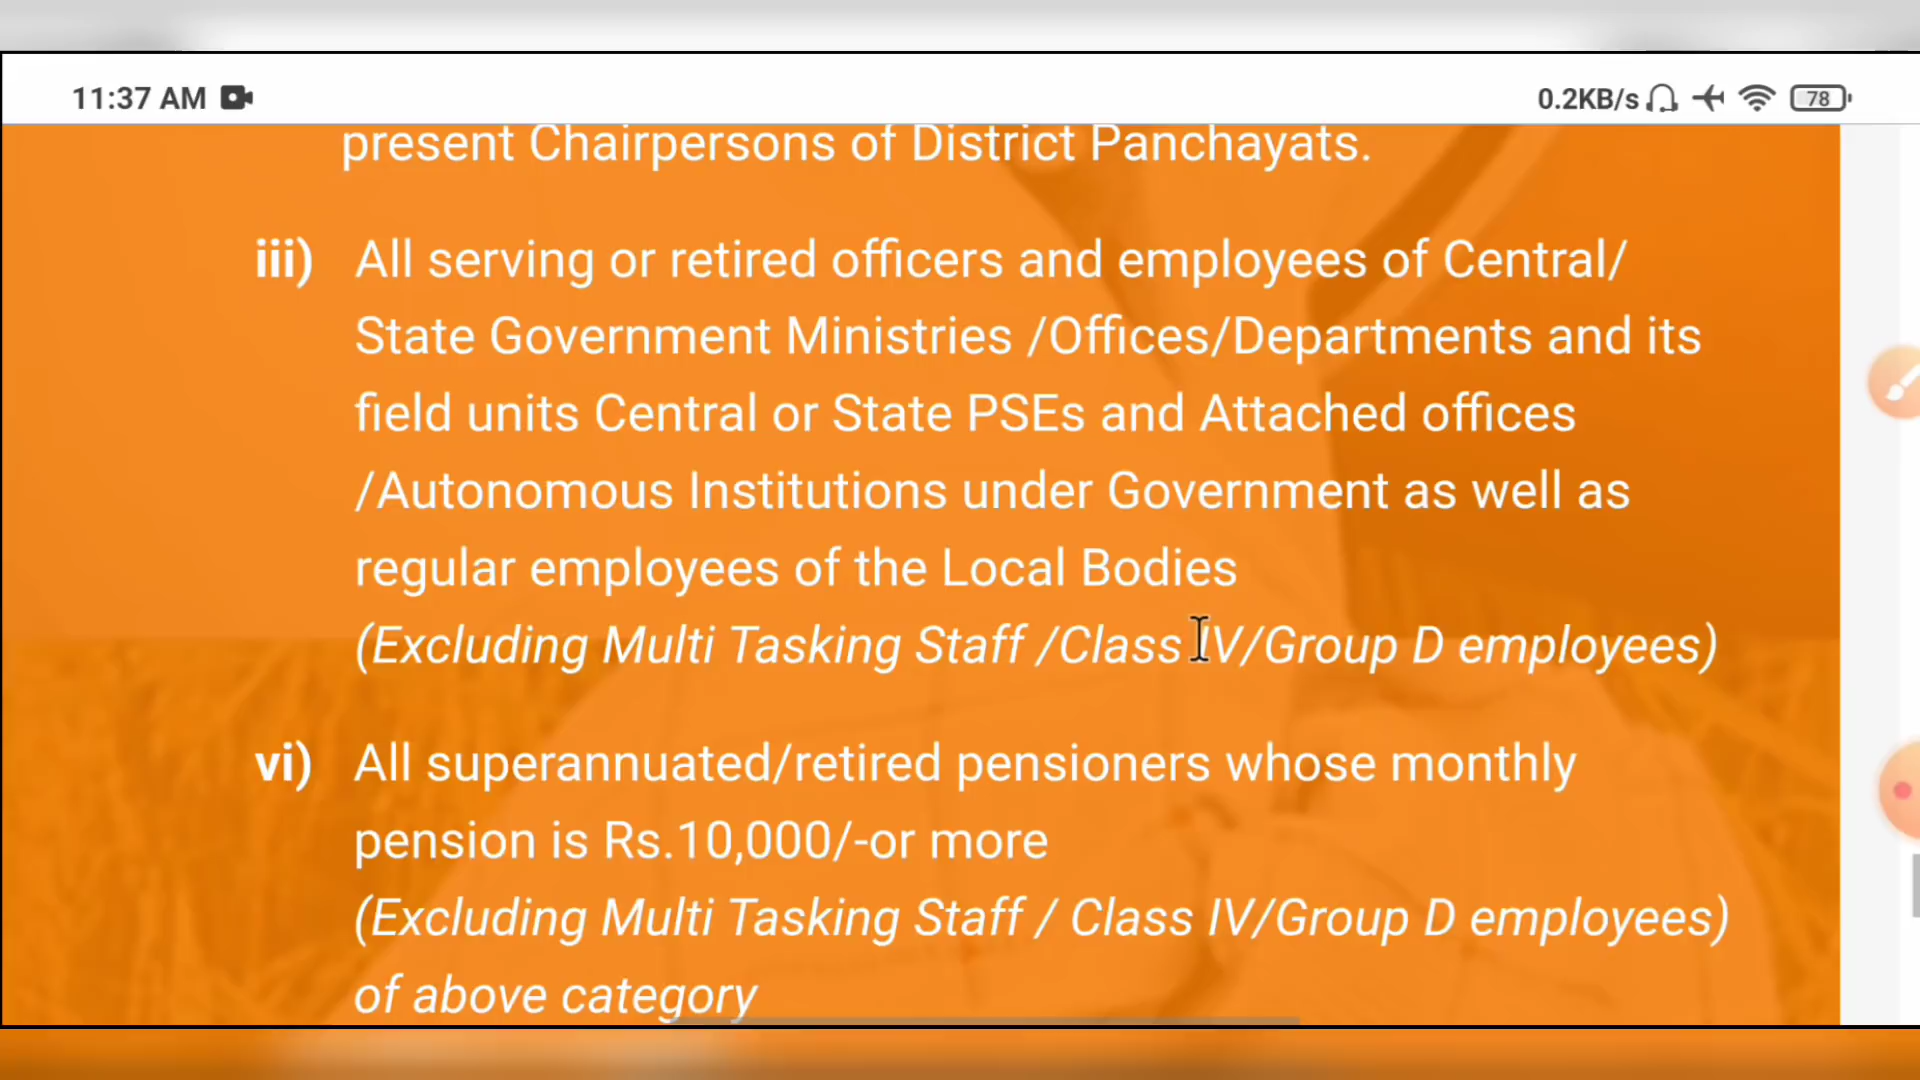 11:37 AM
0.2KB/s
78
present Chairpersons of District Panchayats.
iii) All serving or retired officers and employees of Central/
State Government Ministries /Offices/Departments and its
field units Central or State PSEs and Attached offices
/Autonomous Institutions under Government as well as
regular employees of the Local Bodies
(Excluding Multi Tasking Staff /Class IV/Group D employees)
vi) All superannuated/retired pensioners whose monthly
pension is Rs.10,000/-or more
(Excluding Multi Tasking Staff / Class IV/Group D employees)
of above category